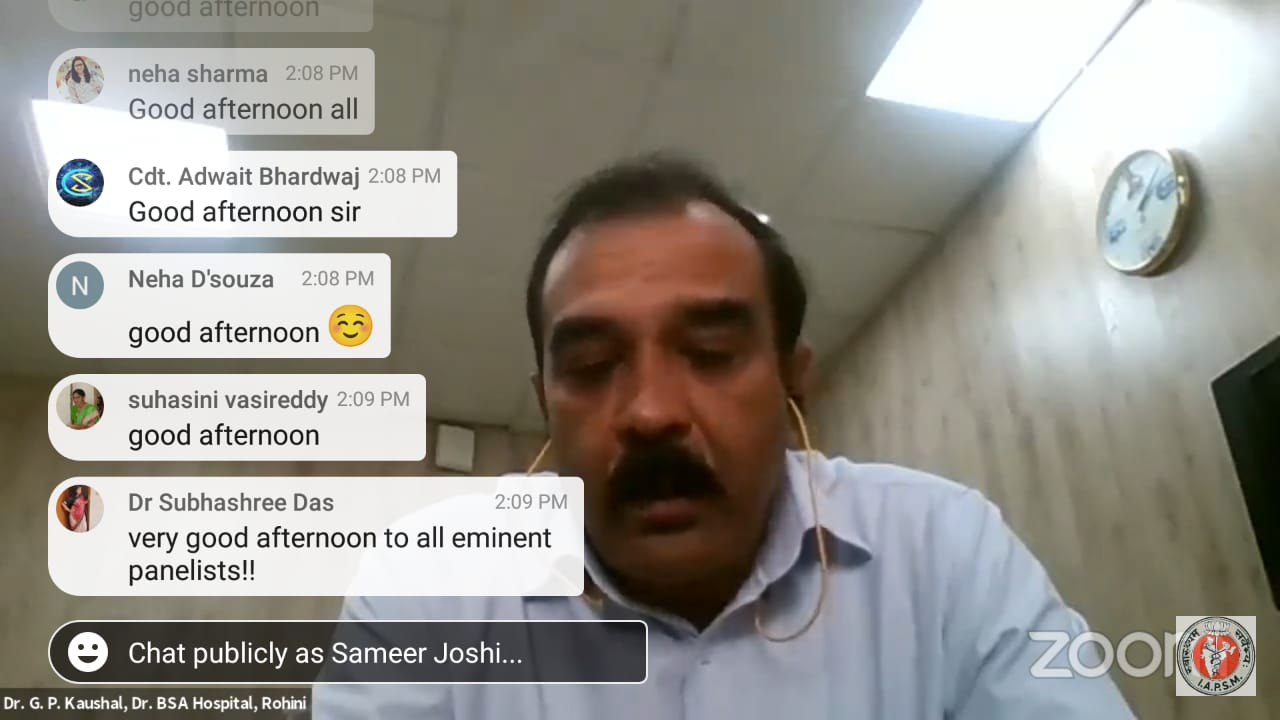 good afternoon
neha sharma 2:08 PM
Good afternoon all
Cdt. Adwait Bhardwaj 2:08 PM
Good afternoon sir
N
Neha D'souza 2:08 PM
good afternoon
suhasini vasireddy 2:09 PM
good afternoon
Dr Subhashree Das 2:09 PM
very good afternoon to all eminent
panelists!!
Chat publicly as Sameer Joshi...
zoom
I.A.P.S.M.
Dr. G. P. Kaushal, Dr. BSA Hospital, Rohini